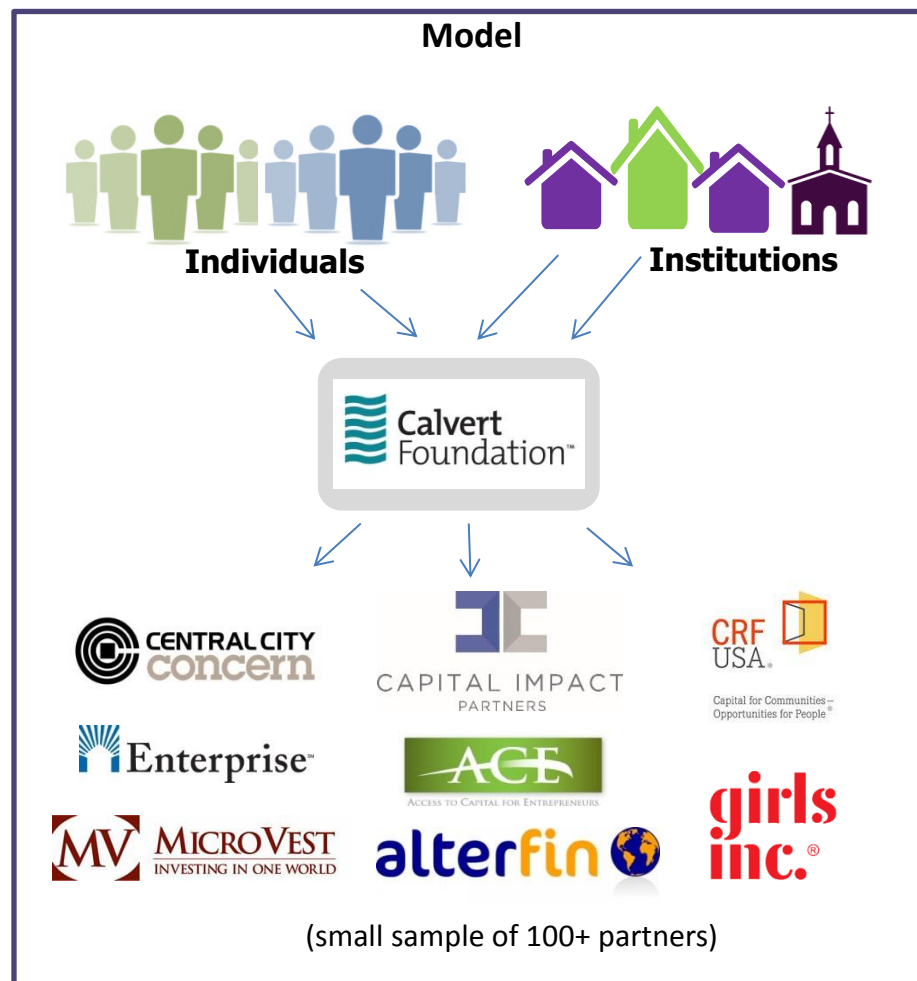 Model
Individuals
Institutions
Calvert
Foundation™
CENTRAL CITY
concern
CAPITAL IMPACT
PARTNERS
CRF
USA®
Capital for Communities–
Opportunities for People®
Enterprise™
ACE
ACCESS TO CAPITAL FOR ENTREPRENEURS
girls
inc.®
MV
MICROVEST
INVESTING IN ONE WORLD
alterfin
(small sample of 100+ partners)